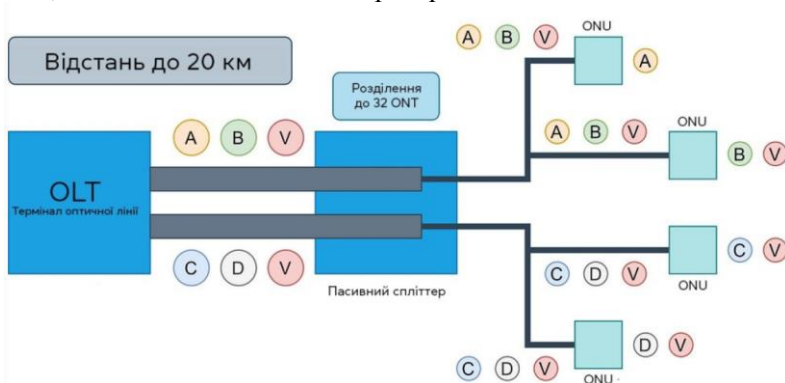 ONU
A B V
A
Відстань до 20 км
Розділення
до 32 ONT
A B V
A B V
ONU
B V
OLT
Термінал оптичної лінії
C D V
Пасивний спліттер
C D V
C V
ONU
C D V
D V
ONU